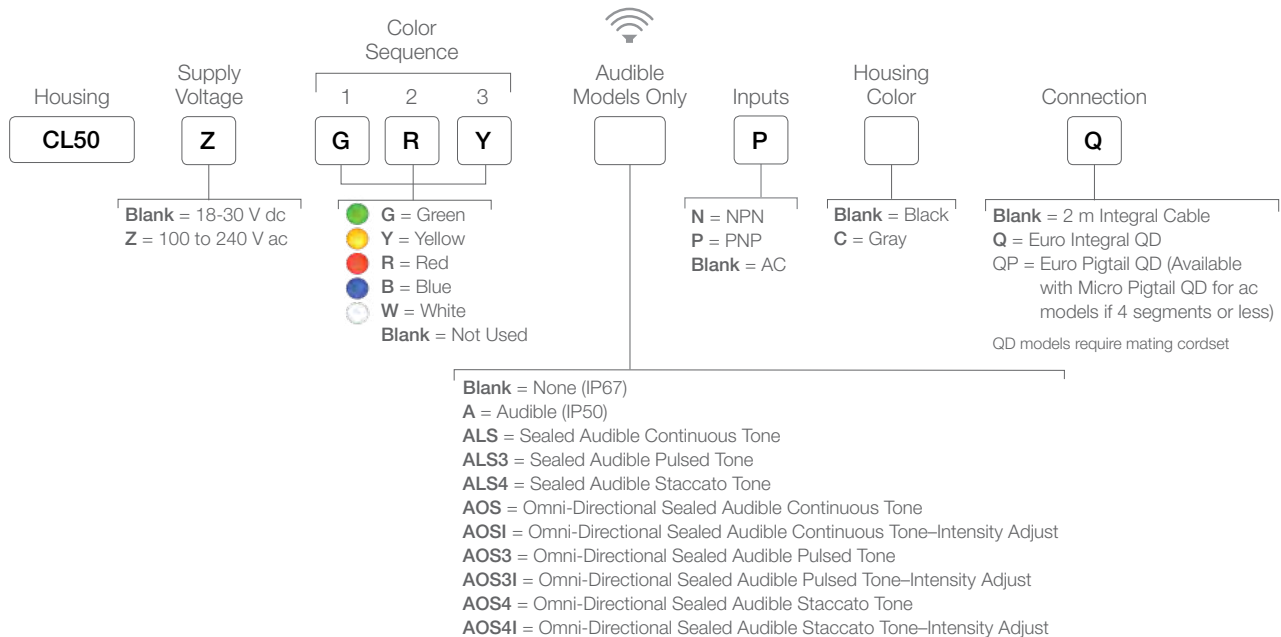 Color
Sequence
Housing
Supply
Voltage
1 2 3
Audible
Models Only
Inputs
Housing
Color
Connection
CL50 Z G R Y P Q
Blank = 18-30 V dc
Z = 100 to 240 V ac
G = Green
Y = Yellow
R = Red
B = Blue
W = White
Blank = Not Used
N = NPN
P = PNP
Blank = AC
Blank = Black
C = Gray
Blank = 2 m Integral Cable
Q = Euro Integral QD
QP = Euro Pigtail QD (Available
with Micro Pigtail QD for ac
models if 4 segments or less)
QD models require mating cordset
Blank = None (IP67)
A = Audible (IP50)
ALS = Sealed Audible Continuous Tone
ALS3 = Sealed Audible Pulsed Tone
ALS4 = Sealed Audible Staccato Tone
AOS = Omni-Directional Sealed Audible Continuous Tone
AOSI = Omni-Directional Sealed Audible Continuous Tone–Intensity Adjust
AOS3 = Omni-Directional Sealed Audible Pulsed Tone
AOS3I = Omni-Directional Sealed Audible Pulsed Tone–Intensity Adjust
AOS4 = Omni-Directional Sealed Audible Staccato Tone
AOS4I = Omni-Directional Sealed Audible Staccato Tone–Intensity Adjust